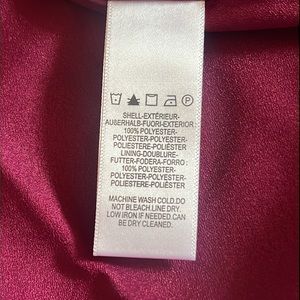 SHELL-EXTÉRIEUR-
AUßERHALB-FUORI-EXTERIOR
100% POLYESTER-
POLYESTER-POLYESTER-
POLIESTERE-POLIÉSTER
LINING-DOUBLURE-
FUTTER-FODERA-FORRO ;
100% POLYESTER-
POLYESTER-POLYESTER-
POLIESTERE-POLIÉSTER
MACHINE WASH COLD.DO
NOT BLEACH.LINE DRY.
LOW IRON IF NEEDED.CAN
BE DRY CLEANED.